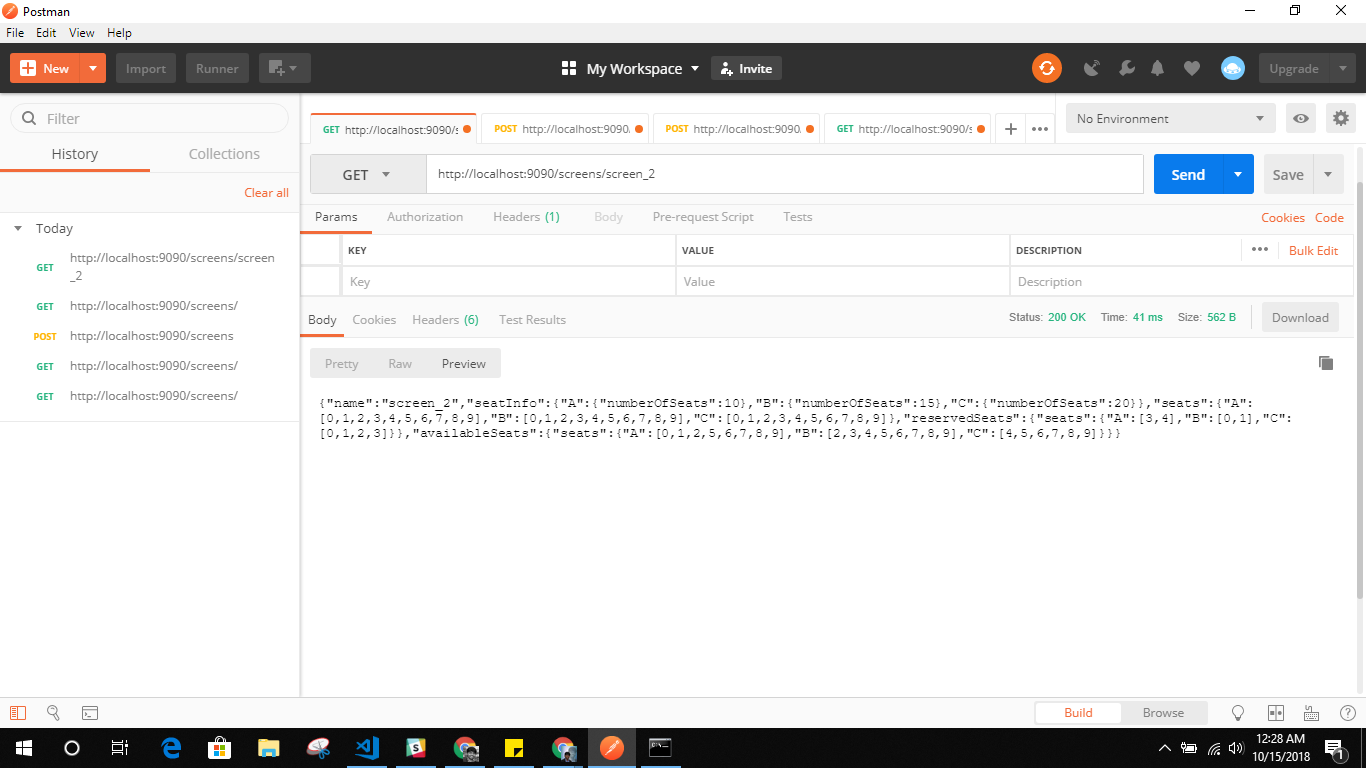 Postman
File Edit View Help
New Import Runner My Workspace Invite Upgrade
Filter
History Collections
Clear all
Today
GET http://localhost:9090/screens/screen
_2
GET http://localhost:9090/screens/
POST http://localhost:9090/screens
GET http://localhost:9090/screens/
GET http://localhost:9090/screens/
GET http://localhost:9090/s POST http://localhost:9090/ POST http://localhost:9090/ GET http://localhost:9090/s + ••• No Environment
GET http://localhost:9090/screens/screen_2 Send Save
Params Authorization Headers (1) Body Pre-request Script Tests Cookies Code
KEY VALUE DESCRIPTION ••• Bulk Edit
Key Value Description
Body Cookies Headers (6) Test Results Status: 200 OK Time: 41 ms Size: 562 B Download
Pretty Raw Preview
{"name":"screen_2","seatInfo":{"A":{"numberOfSeats":10},"B":{"numberOfSeats":15},"C":{"numberOfSeats":20}},"seats":{"A":
[0,1,2,3,4,5,6,7,8,9],"B":[0,1,2,3,4,5,6,7,8,9],"C":[0,1,2,3,4,5,6,7,8,9]},"reservedSeats":{"seats":{"A":[3,4],"B":[0,1],"C":
[0,1,2,3]}},"availableSeats":{"seats":{"A":[0,1,2,5,6,7,8,9],"B":[2,3,4,5,6,7,8,9],"C":[4,5,6,7,8,9]}}}
Build Browse
12:28 AM
10/15/2018
1